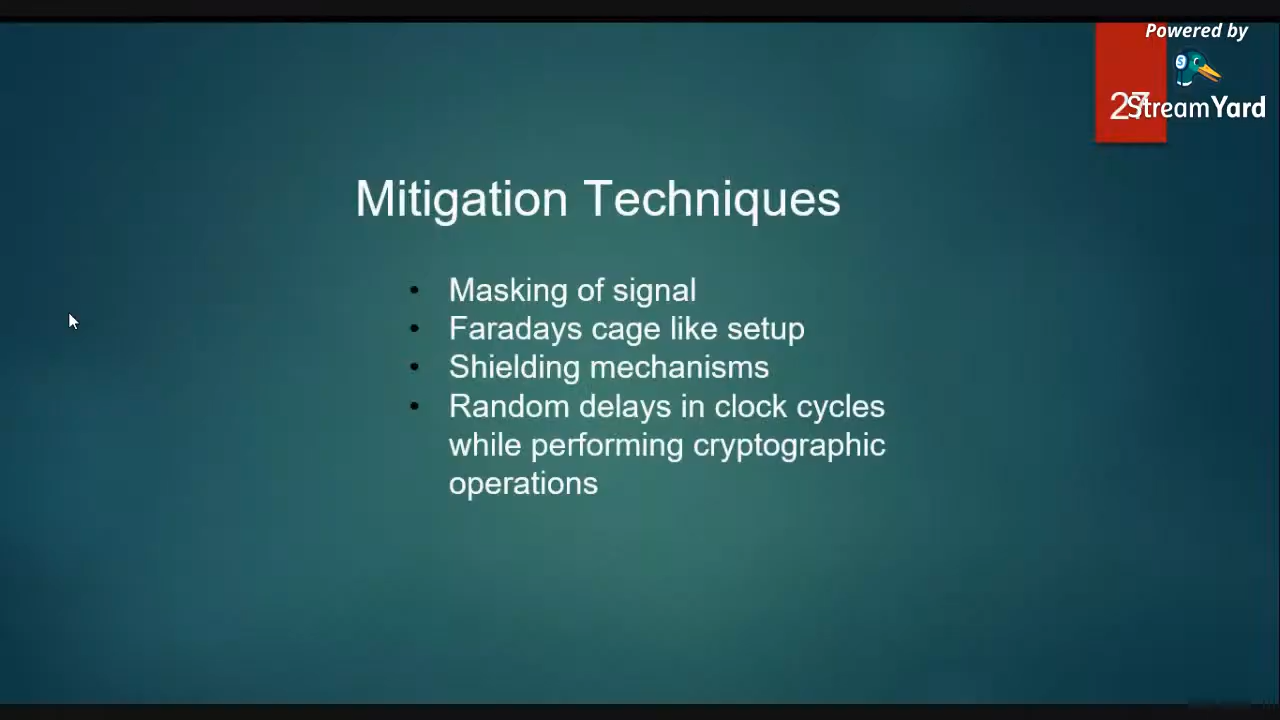 Powered by
27
StreamYard
Mitigation Techniques
• Masking of signal
• Faradays cage like setup
• Shielding mechanisms
• Random delays in clock cycles
while performing cryptographic
operations